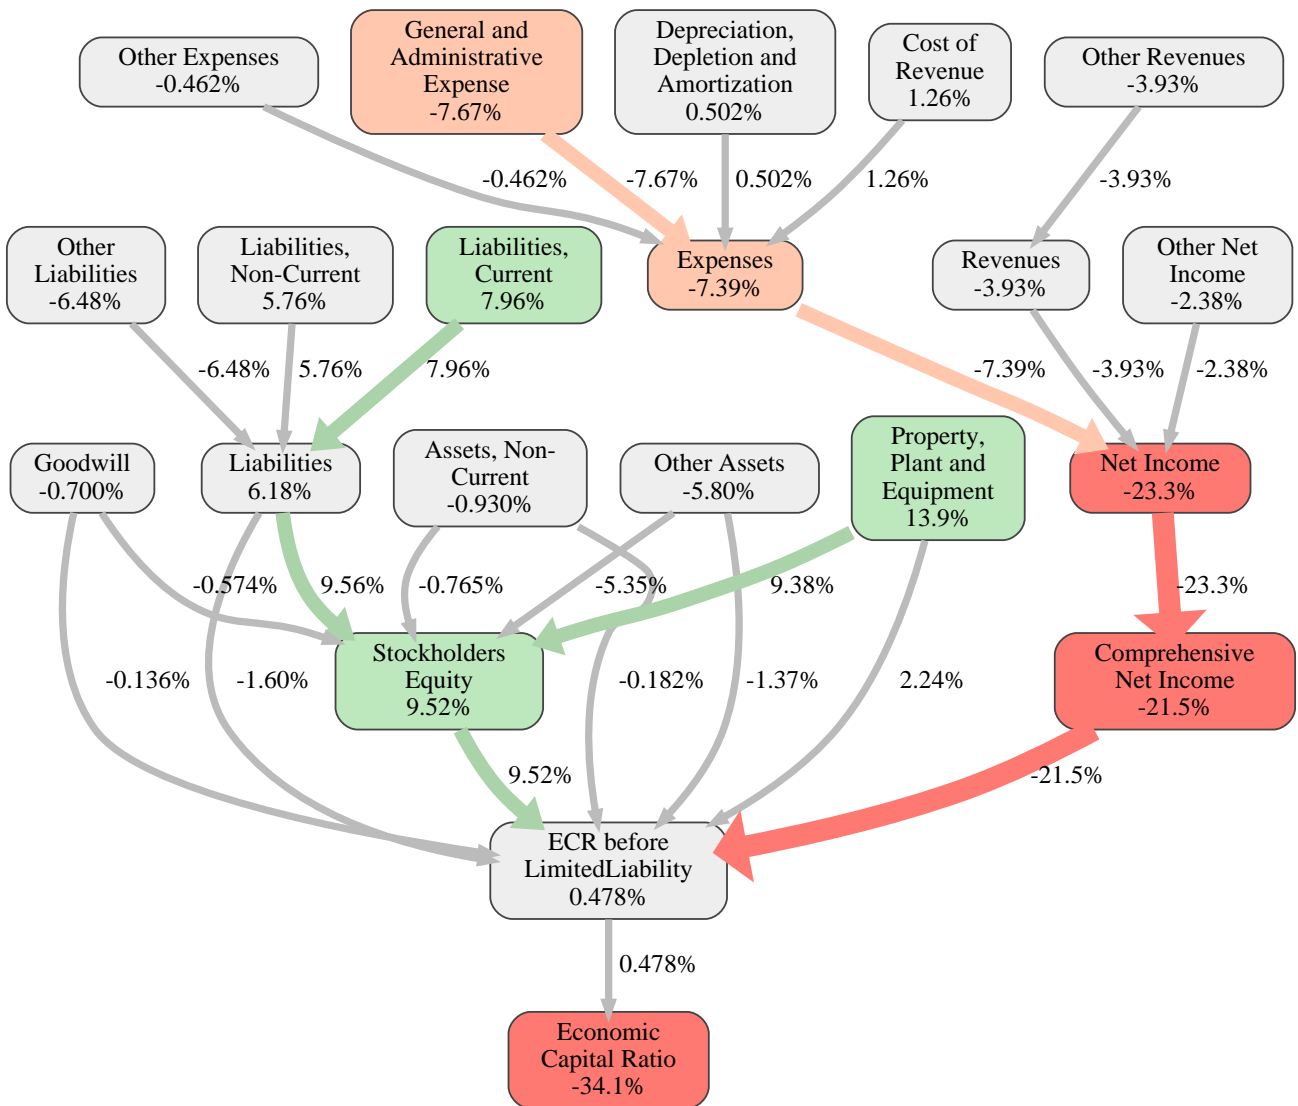 Other Expenses
-0.462%
General and
Administrative
Expense
-7.67%
Depreciation,
Depletion and
Amortization
0.502%
Cost of
Revenue
1.26%
Other Revenues
-3.93%
-0.462%
-7.67%
0.502%
1.26%
-3.93%
Other
Liabilities
-6.48%
Liabilities,
Non-Current
5.76%
Liabilities,
Current
7.96%
Expenses
-7.39%
Revenues
-3.93%
Other Net
Income
-2.38%
-6.48%
5.76%
7.96%
-7.39%
-3.93%
-2.38%
Goodwill
-0.700%
Liabilities
6.18%
Assets, Non-
Current
-0.930%
Other Assets
-5.80%
Property,
Plant and
Equipment
13.9%
Net Income
-23.3%
-0.574%
9.56%
-0.765%
-5.35%
9.38%
-23.3%
-0.136%
-1.60%
Stockholders
Equity
9.52%
-0.182%
-1.37%
2.24%
Comprehensive
Net Income
-21.5%
9.52%
-21.5%
ECR before
LimitedLiability
0.478%
0.478%
Economic
Capital Ratio
-34.1%